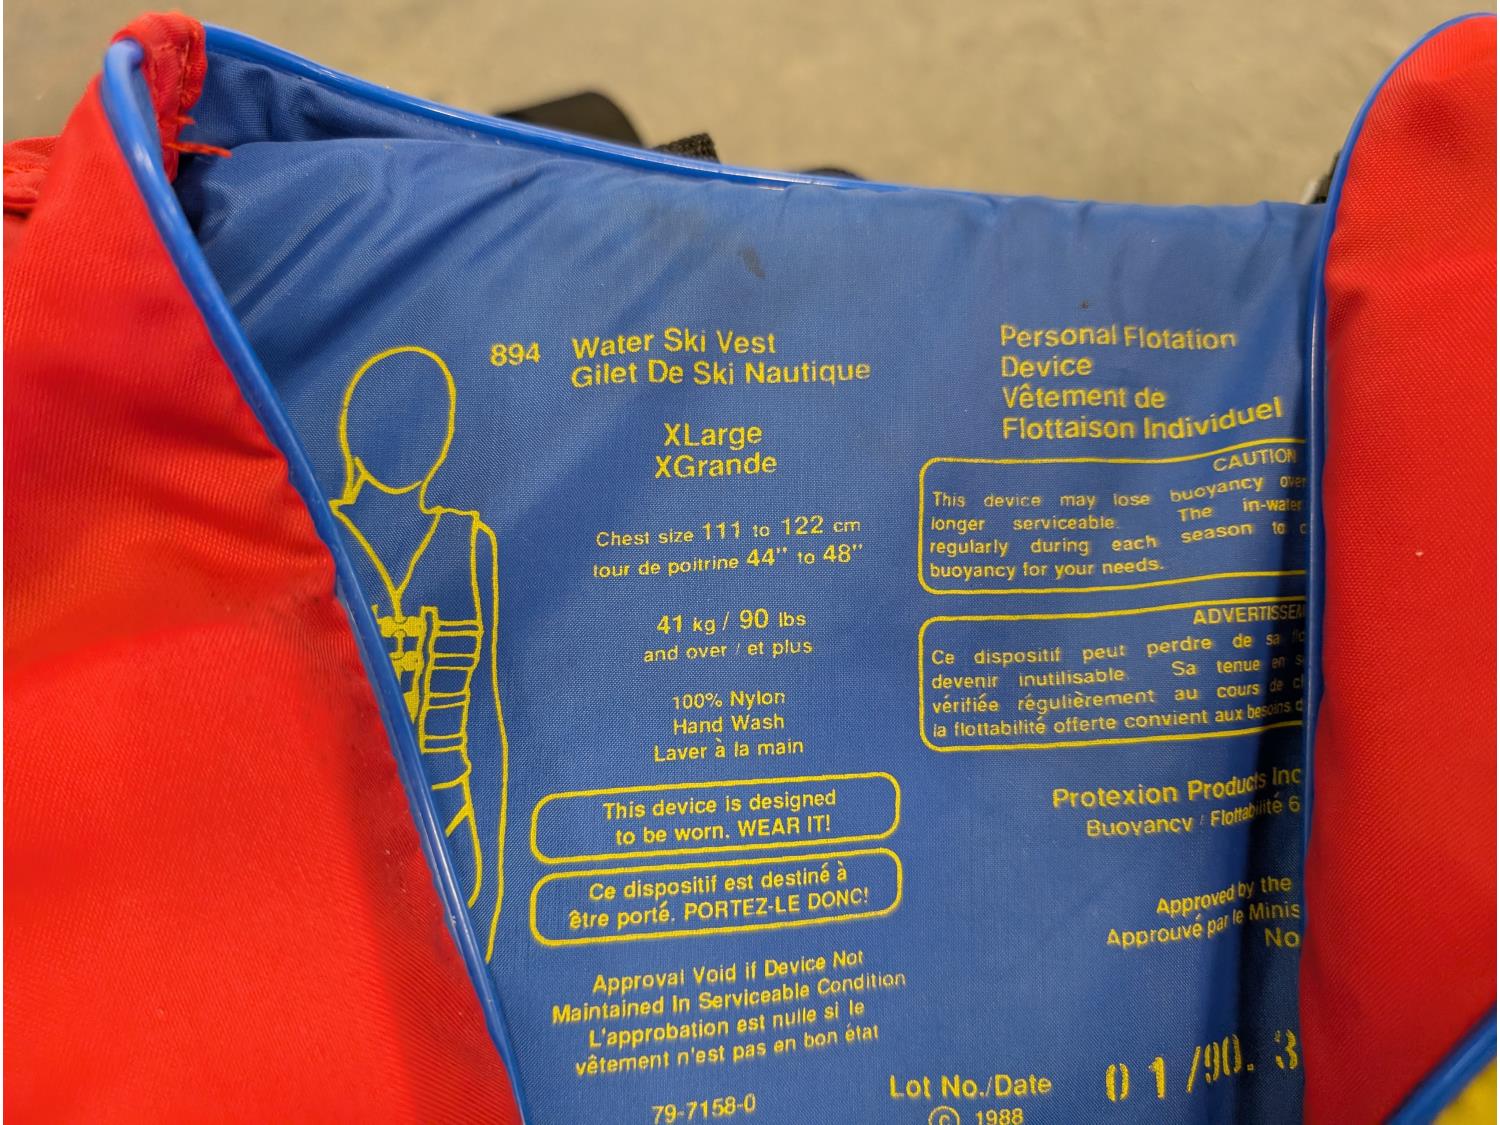 894 Water Ski Vest
Gilet De Ski Nautique
XLarge
XGrande
Chest size 111 to 122 cm
tour de poitrine 44" to 48"
41 kg / 90 lbs
and over / et plus
100% Nylon
Hand Wash
Laver à la main
This device is designed
to be worn. WEAR IT!
Ce dispositif est destiné à
être porté. PORTEZ-LE DONC!
Approval Void if Device Not
Maintained In Serviceable Condition
L'approbation est nulle si le
vêtement n'est pas en bon état
79-7158-0
Personal Flotation
Device
Vêtement de
Flottaison Individuel
CAUTION
This device may lose buoyancy
longer serviceable. The in-water
regularly during each season to
buoyancy for your needs.
Ce dispositif peut perdre de sa
devenir inutilisable. Sa tenue en
vérifiée régulièrement au cours de
la flottabilité offerte convient aux besoins
Protexion Products Inc
Buoyancy / Flottabilité 6
Approved by the
Approuvé par le
No
Lot No./Date 01/90. 3
© 1988